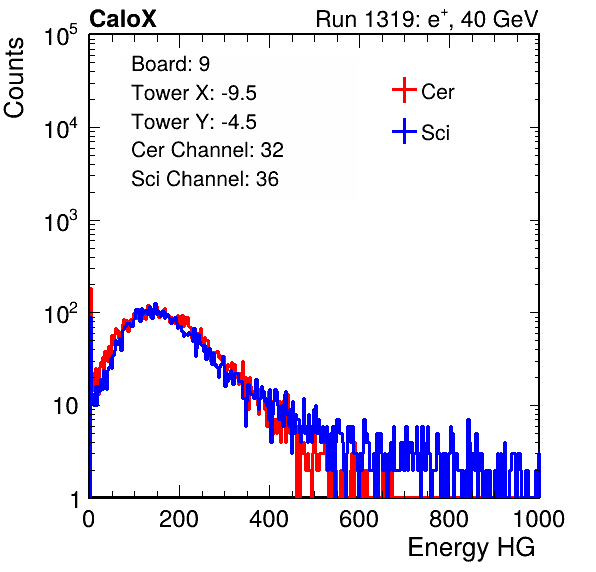 CaloX Run 1319: e+, 40 GeV
Counts
Board: 9
Tower X: -9.5
Tower Y: -4.5
Cer Channel: 32
Sci Channel: 36
Cer
Sci
10^5
10^4
10^3
10^2
10
1
0 200 400 600 800 1000
Energy HG